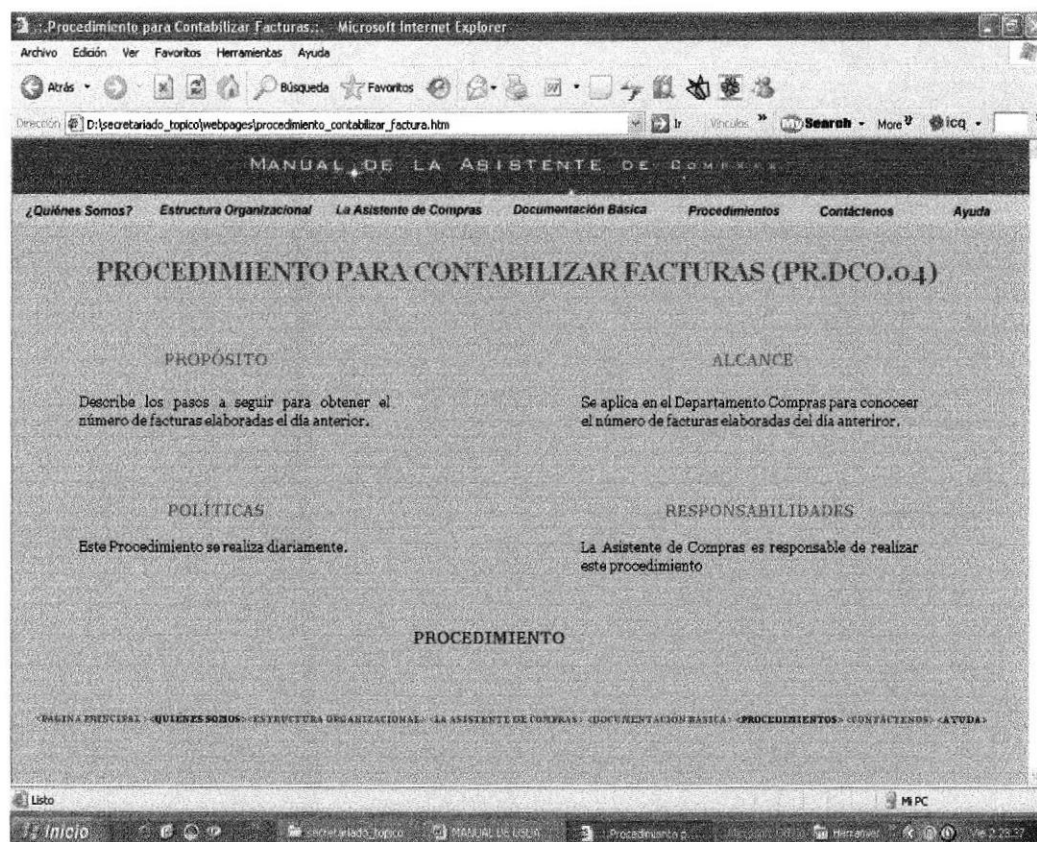 .:.Procedimiento para Contabilizar Facturas.:. - Microsoft Internet Explorer
Archivo Edición Ver Favoritos Herramientas Ayuda
Atrás Búsqueda Favoritos
Dirección D:\secretariado_topico\webpages\procedimiento_contabilizar_factura.htm Ir Vínculos » Search More icq
MANUAL DE LA ASISTENTE DE COMPRAS
¿Quiénes Somos? Estructura Organizacional La Asistente de Compras Documentación Básica Procedimientos Contáctenos Ayuda
PROCEDIMIENTO PARA CONTABILIZAR FACTURAS (PR.DCO.04)
PROPÓSITO
Describe los pasos a seguir para obtener el
número de facturas elaboradas el día anterior.
ALCANCE
Se aplica en el Departamento Compras para conoceer
el número de facturas elaboradas del día anteriror.
POLÍTICAS
Este Procedimiento se realiza diariamente.
RESPONSABILIDADES
La Asistente de Compras es responsable de realizar
este procedimiento
PROCEDIMIENTO
<PAGINA PRINCIPAL> <QUIENES SOMOS> <ESTRUCTURA ORGANIZACIONAL> <LA ASISTENTE DE COMPRAS> <DOCUMENTACIÓN BASICA> <PROCEDIMIENTOS> <CONTÁCTENOS> <AYUDA>
Listo Mi PC
Inicio secretariado_topico MANUAL DE USUA... .:.Procedimiento p...